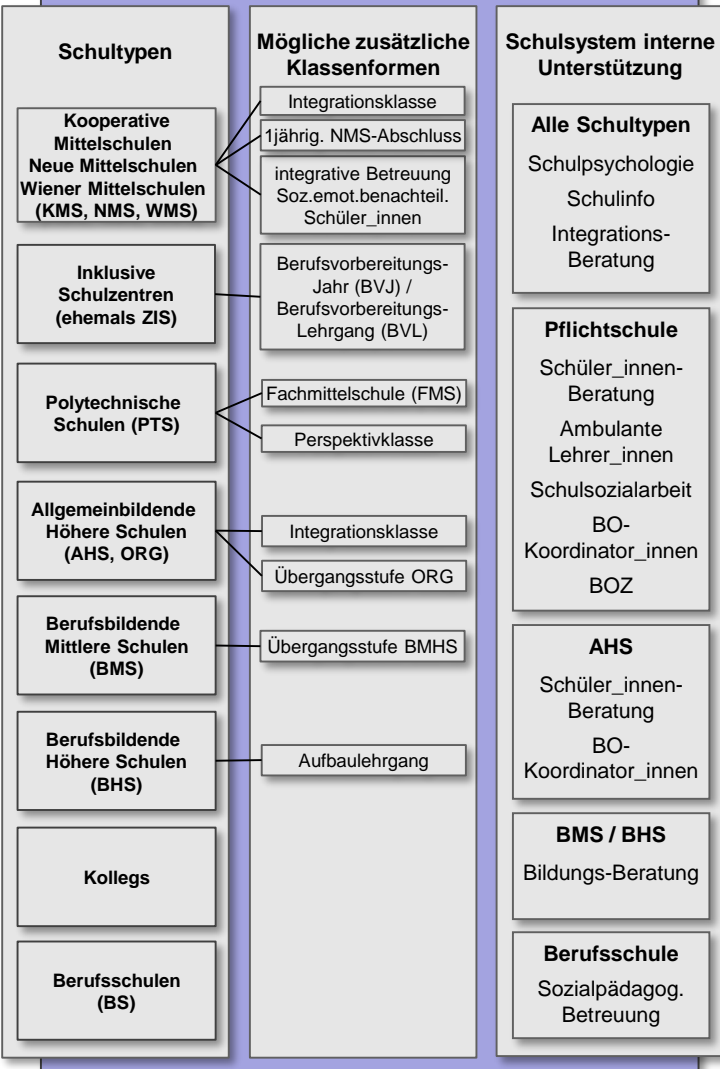 Schultypen
Kooperative
Mittelschulen
Neue Mittelschulen
Wiener Mittelschulen
(KMS, NMS, WMS)
Inklusive
Schulzentren
(ehemals ZIS)
Polytechnische
Schulen (PTS)
Allgemeinbildende
Höhere Schulen
(AHS, ORG)
Berufsbildende
Mittlere Schulen
(BMS)
Berufsbildende
Höhere Schulen
(BHS)
Kollegs
Berufsschulen
(BS)
Mögliche zusätzliche
Klassenformen
Integrationsklasse
1jährig. NMS-Abschluss
integrative Betreuung
Soz.emot.benachteil.
Schüler_innen
Berufsvorbereitungs-
Jahr (BVJ) /
Berufsvorbereitungs-
Lehrgang (BVL)
Fachmittelschule (FMS)
Perspektivklasse
Integrationsklasse
Übergangsstufe ORG
Übergangsstufe BMHS
Aufbaulehrgang
Schulsystem interne
Unterstützung
Alle Schultypen
Schulpsychologie
Schulinfo
Integrations-
Beratung
Pflichtschule
Schüler_innen-
Beratung
Ambulante
Lehrer_innen
Schulsozialarbeit
BO-
Koordinator_innen
BOZ
AHS
Schüler_innen-
Beratung
BO-
Koordinator_innen
BMS / BHS
Bildungs-Beratung
Berufsschule
Sozialpädagog.
Betreuung